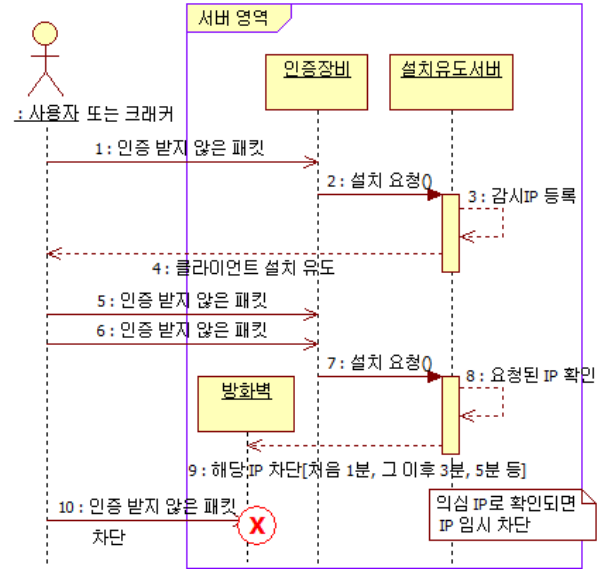 서버 영역
인증장비
설치유도서버
: 사용자 또는 크래커
1 : 인증 받지 않은 패킷
2 : 설치 요청()
3 : 감시IP 등록
4 : 클라이언트 설치 유도
5 : 인증 받지 않은 패킷
6 : 인증 받지 않은 패킷
7 : 설치 요청()
8 : 요청된 IP 확인
방화벽
9 : 해당IP 차단[처음 1분, 그 이후 3분, 5분 등]
10 : 인증 받지 않은 패킷
차단
X
의심 IP로 확인되면
IP 임시 차단